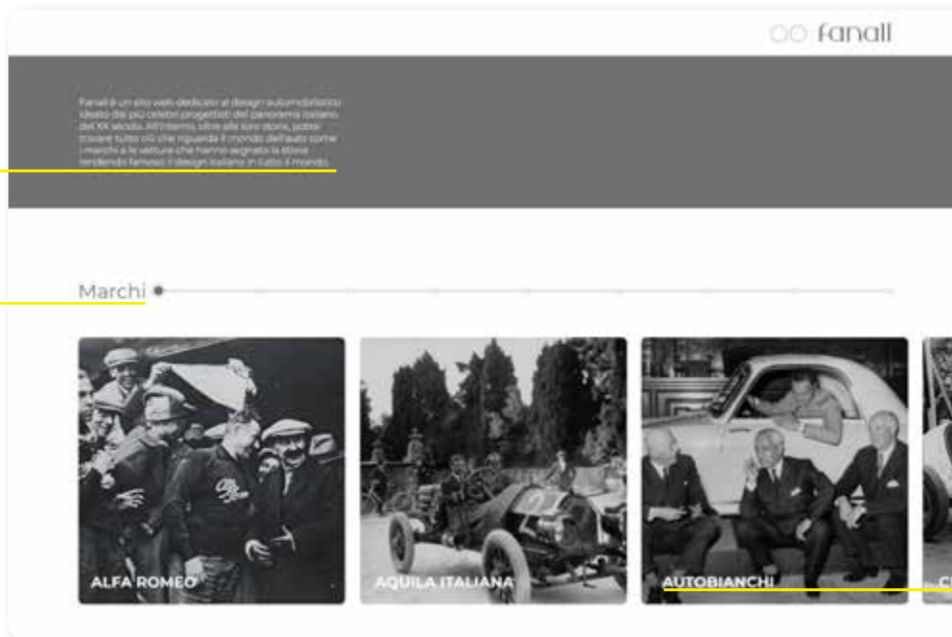 fanall
Fanall è un sito web dedicato al design automobilistico
ideato dai più celebri progettisti del panorama italiano
del XX secolo. All'interno, oltre alle loro storie, potrai
trovare tutto ciò che riguarda il mondo dell'auto come
i marchi e le vetture che hanno segnato la storia
rendendo famoso il design italiano in tutto il mondo.
Marchi
ALFA ROMEO
AQUILA ITALIANA
AUTOBIANCHI